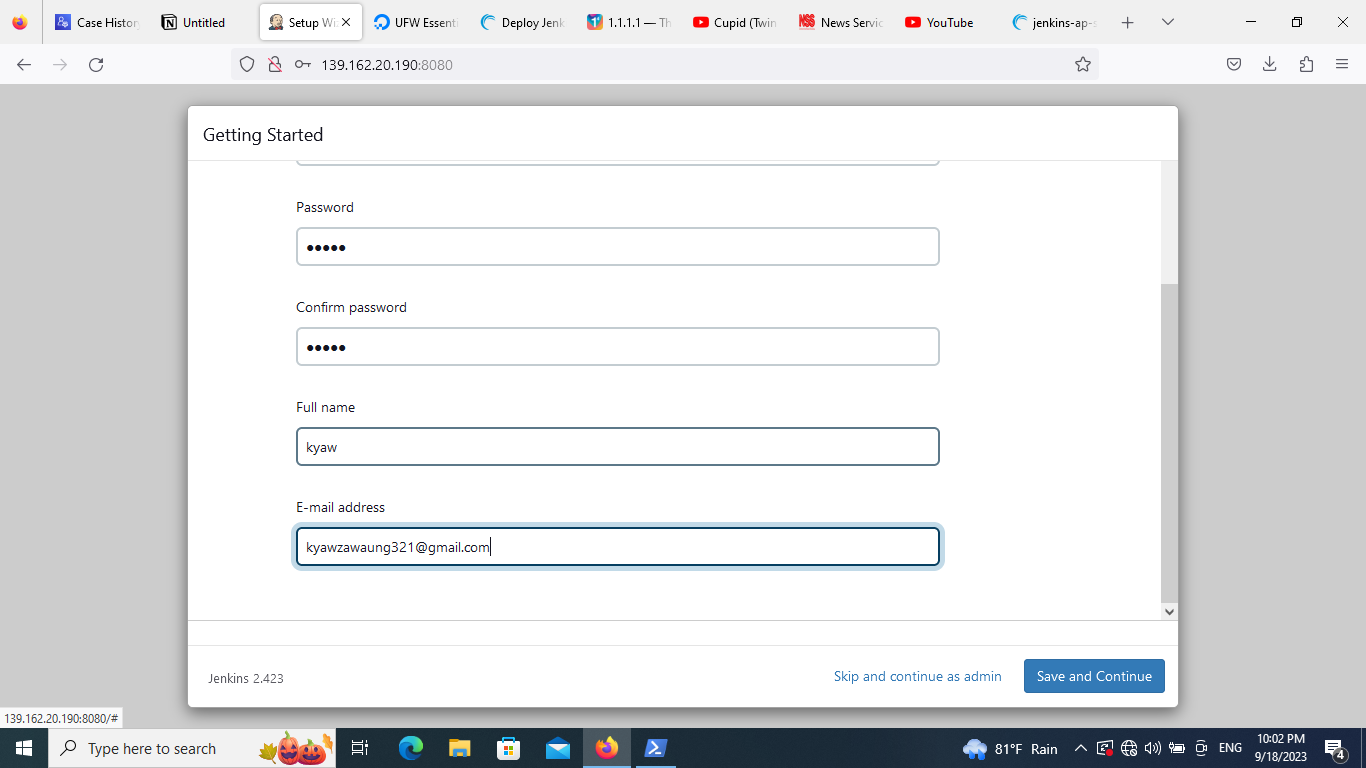 Case Histor
Untitled
Setup Wi
UFW Essenti
Deploy Jenk
1.1.1.1 — Th
Cupid (Twin
NSS
News Servic
YouTube
jenkins-ap-s
139.162.20.190:8080
Getting Started
Password
•••••
Confirm password
•••••
Full name
kyaw
E-mail address
kyawzawaung321@gmail.com
Jenkins 2.423
Skip and continue as admin
Save and Continue
139.162.20.190:8080/#
Type here to search
81°F Rain
ENG
10:02 PM
9/18/2023
4